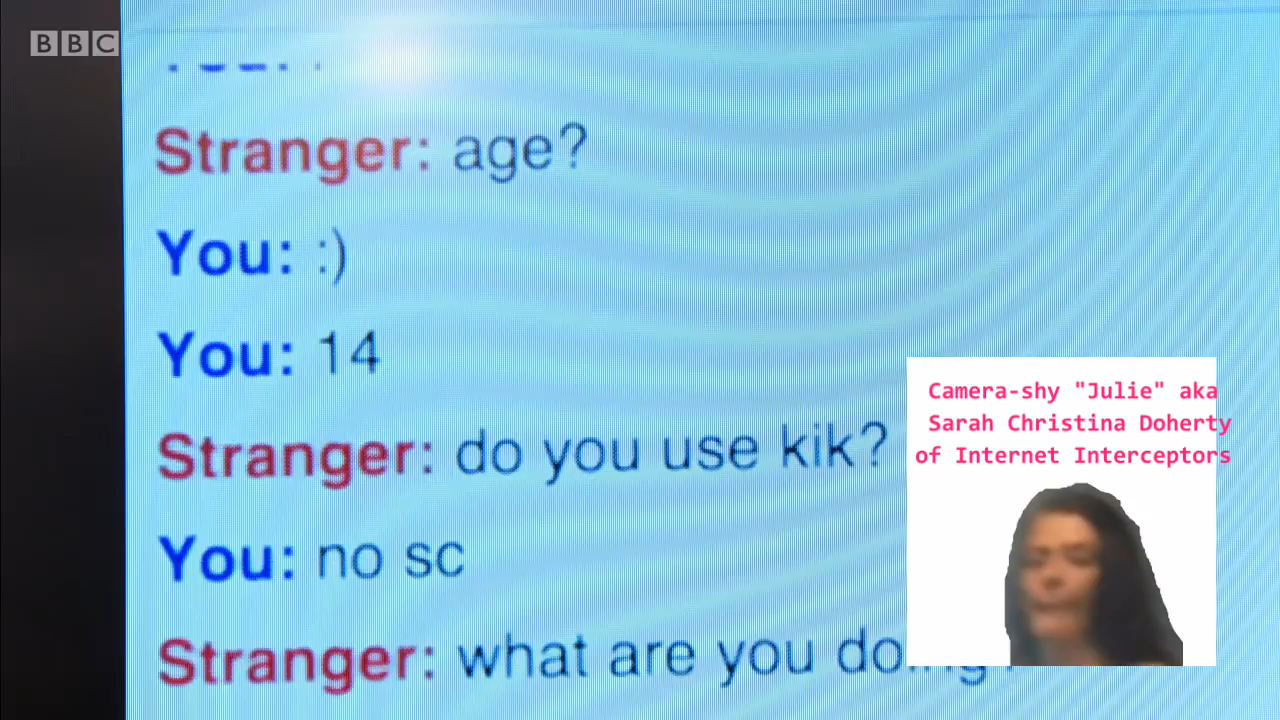 BBC
Stranger: age?
You: :)
You: 14
Stranger: do you use kik?
You: no sc
Stranger: what are you doing
Camera-shy "Julie" aka
Sarah Christina Doherty
of Internet Interceptors